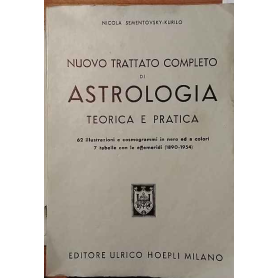 NICOLA SEMENTOVSKY-KURILO
NUOVO TRATTATO COMPLETO
DI
ASTROLOGIA
TEORICA E PRATICA
62 illustrazioni e cosmogrammi in nero ed a colori
7 tabelle con le effemeridi (1890-1954)
EDITORE ULRICO HOEPLI MILANO